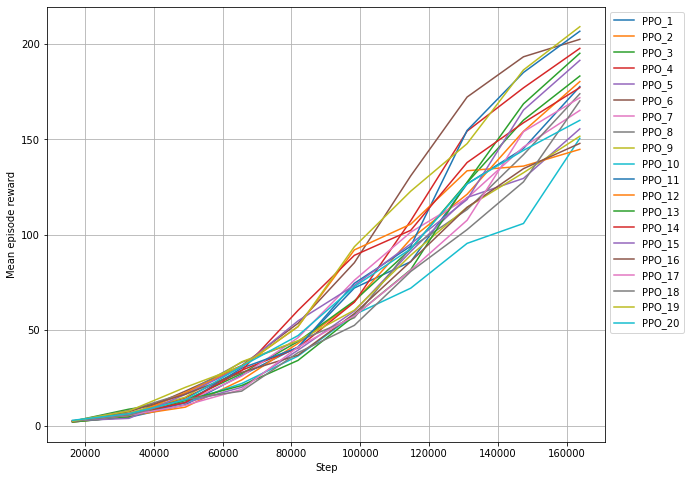 200
150
100
50
0
Mean episode reward
20000 40000 60000 80000 100000 120000 140000 160000
Step
PPO_1
PPO_2
PPO_3
PPO_4
PPO_5
PPO_6
PPO_7
PPO_8
PPO_9
PPO_10
PPO_11
PPO_12
PPO_13
PPO_14
PPO_15
PPO_16
PPO_17
PPO_18
PPO_19
PPO_20